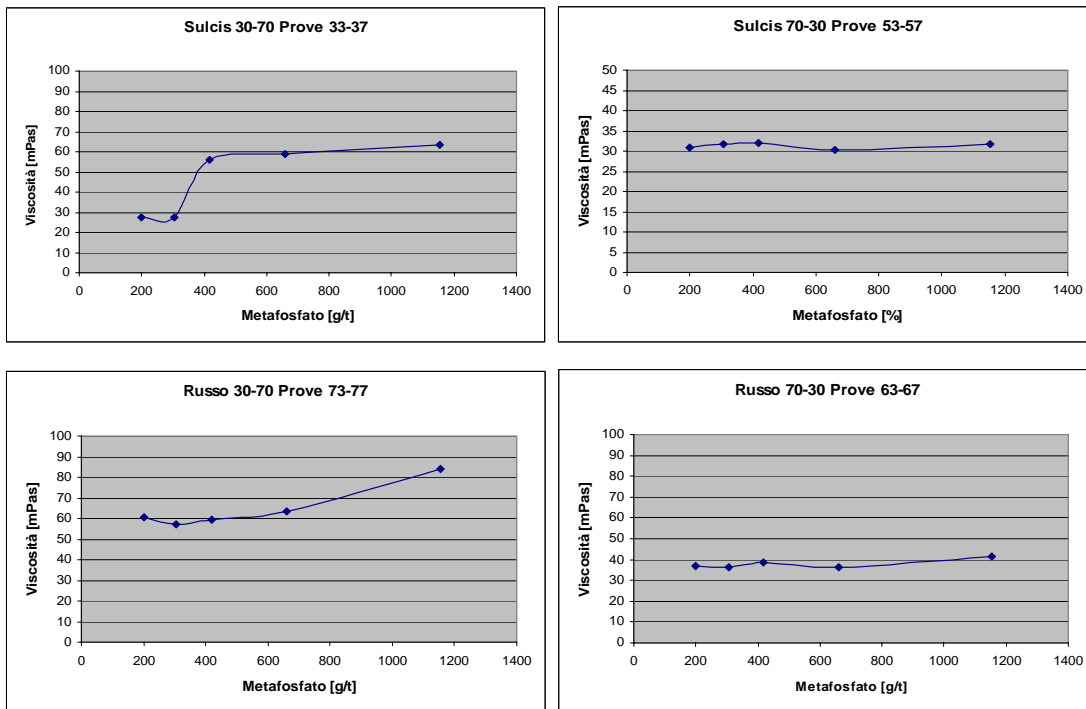 Sulcis 30-70 Prove 33-37
100
90
80
70
60
50
40
30
20
10
0
Viscosità [mPas]
0 200 400 600 800 1000 1200 1400
Metafosfato [g/t]
Sulcis 70-30 Prove 53-57
50
45
40
35
30
25
20
15
10
5
0
Viscosità [mPas]
0 200 400 600 800 1000 1200 1400
Metafosfato [%]
Russo 30-70 Prove 73-77
100
90
80
70
60
50
40
30
20
10
0
Viscosità [mPas]
0 200 400 600 800 1000 1200 1400
Metafosfato [g/t]
Russo 70-30 Prove 63-67
100
90
80
70
60
50
40
30
20
10
0
Viscosità [mPas]
0 200 400 600 800 1000 1200 1400
Metafosfato [g/t]